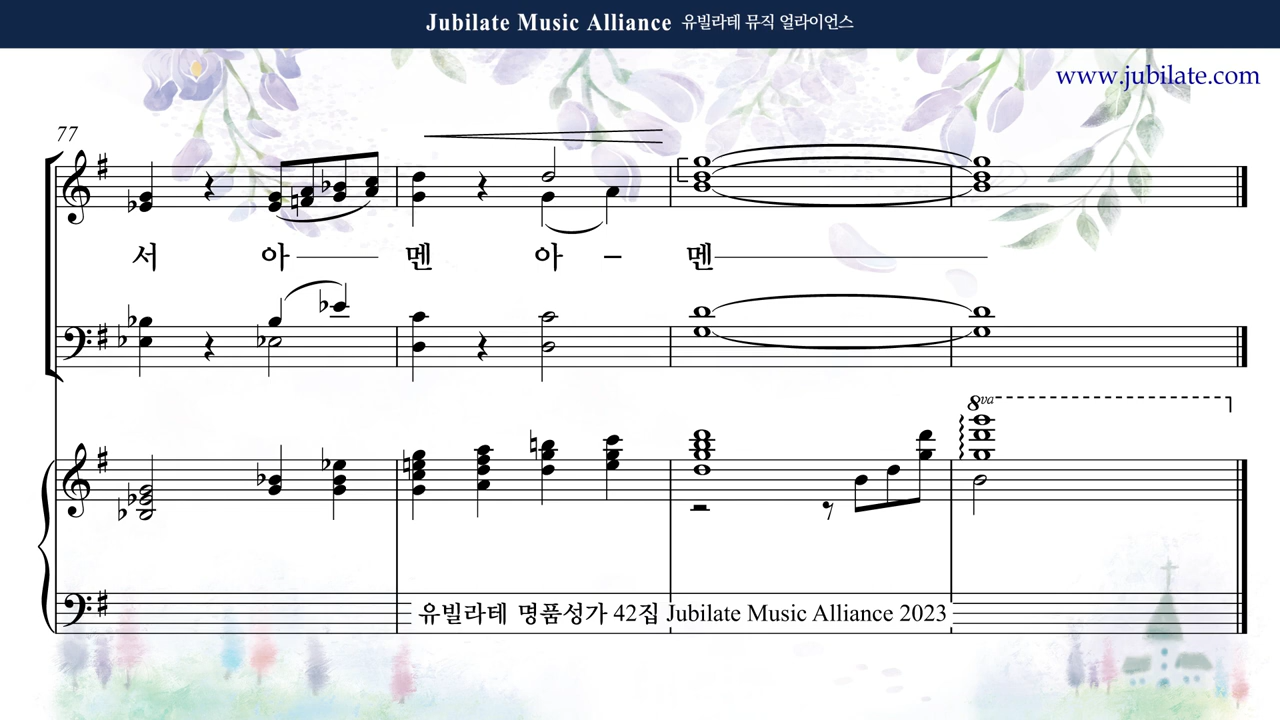 Jubilate Music Alliance 유빌라테 뮤직 얼라이언스
www.jubilate.com
77
서 아 멘 아 – 멘
8va
유빌라테 명품성가 42집 Jubilate Music Alliance 2023